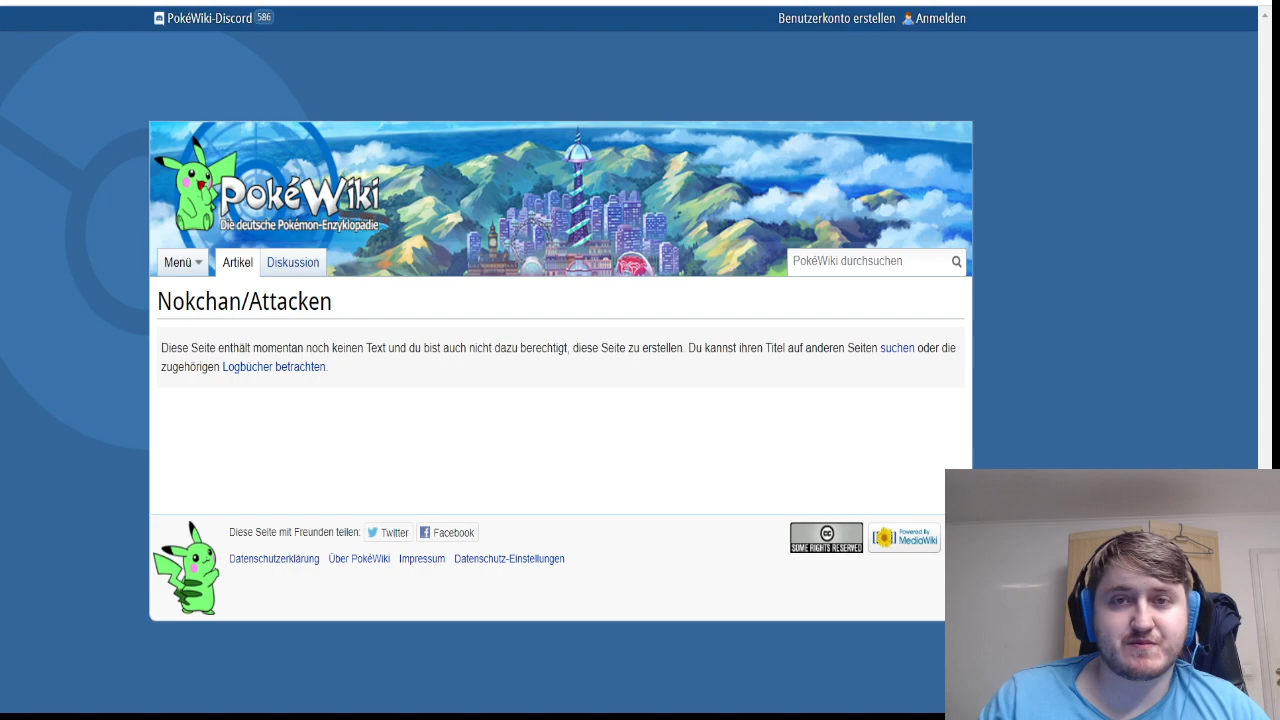 PokéWiki-Discord 586
Benutzerkonto erstellen Anmelden
PokéWiki
Die deutsche Pokémon-Enzyklopädie
Menü Artikel Diskussion
PokéWiki durchsuchen
Nokchan/Attacken
Diese Seite enthält momentan noch keinen Text und du bist auch nicht dazu berechtigt, diese Seite zu erstellen. Du kannst ihren Titel auf anderen Seiten suchen oder die
zugehörigen Logbücher betrachten.
Diese Seite mit Freunden teilen: Twitter Facebook
Datenschutzerklärung Über PokéWiki Impressum Datenschutz-Einstellungen
CC
SOME RIGHTS RESERVED
Powered By
MediaWiki